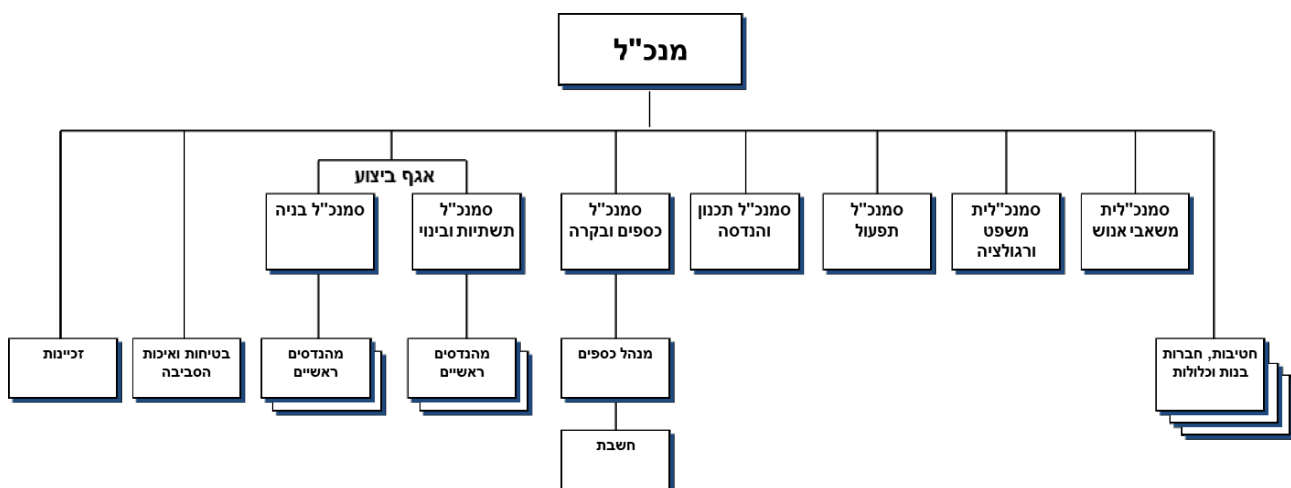 מנכ"ל
אגף ביצוע
סמנכ"לית
משאבי אנוש
סמנכ"לית
משפט
ורגולציה
סמנכ"ל
תפעול
סמנכ"ל תכנון
והנדסה
סמנכ"ל
כספים ובקרה
סמנכ"ל
תשתיות ובינוי
סמנכ"ל בניה
חטיבות, חברות
בנות וכלולות
מנהל כספים
מהנדסים
ראשיים
מהנדסים
ראשיים
בטיחות ואיכות
הסביבה
זכיינות
חשבת